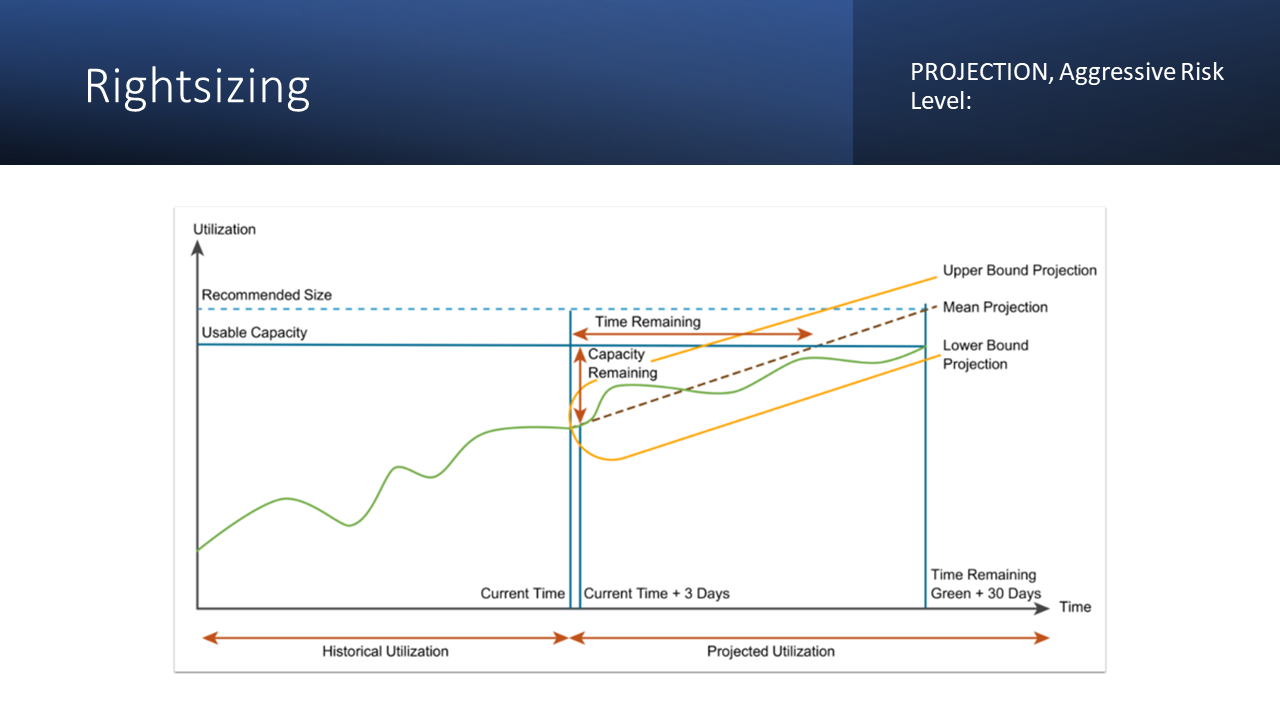 Rightsizing
PROJECTION, Aggressive Risk
Level:
Utilization
Upper Bound Projection
Recommended Size
Mean Projection
Time Remaining
Usable Capacity
Lower Bound
Projection
Capacity
Remaining
Time Remaining
Green + 30 Days
Current Time
Current Time + 3 Days
Time
Historical Utilization
Projected Utilization